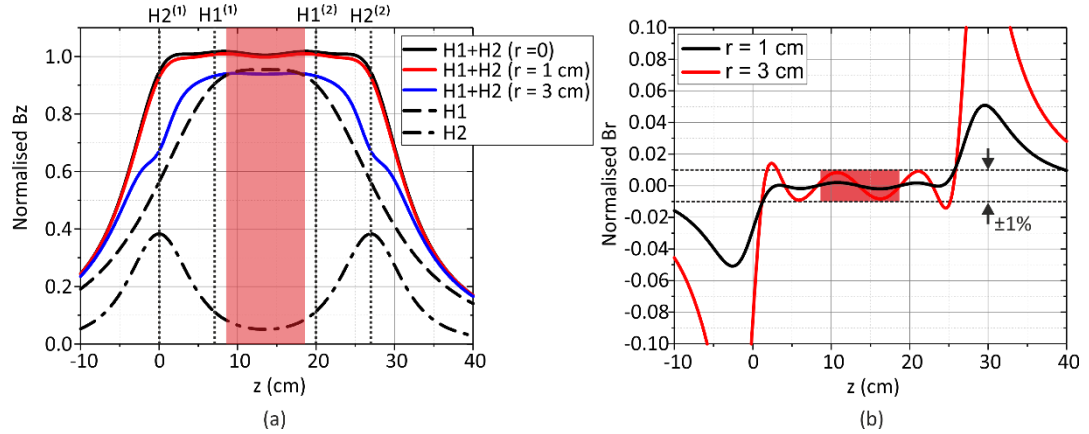 H2⁽¹⁾ H1⁽¹⁾ H1⁽²⁾ H2⁽²⁾
Normalised Bz
1.0
0.8
0.6
0.4
0.2
0.0
-10 0 10 20 30 40
z (cm)
(a)
H1+H2 (r=0)
H1+H2 (r = 1 cm)
H1+H2 (r = 3 cm)
H1
H2
Normalised Br
0.10
0.08
0.06
0.04
0.02
0.00
-0.02
-0.04
-0.06
-0.08
-0.10
r = 1 cm
r = 3 cm
±1%
-10 0 10 20 30 40
z (cm)
(b)